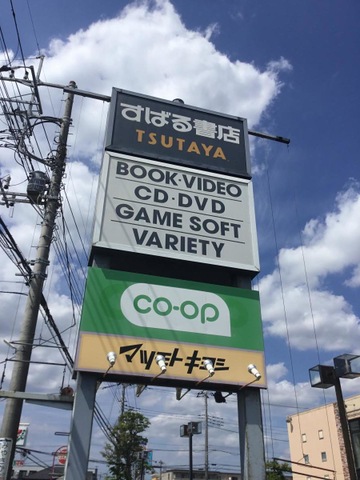 すばる書店
TSUTAYA
BOOK・VIDEO
CD・DVD
GAME SOFT
VARIETY
co-op
マツモトキヨシ